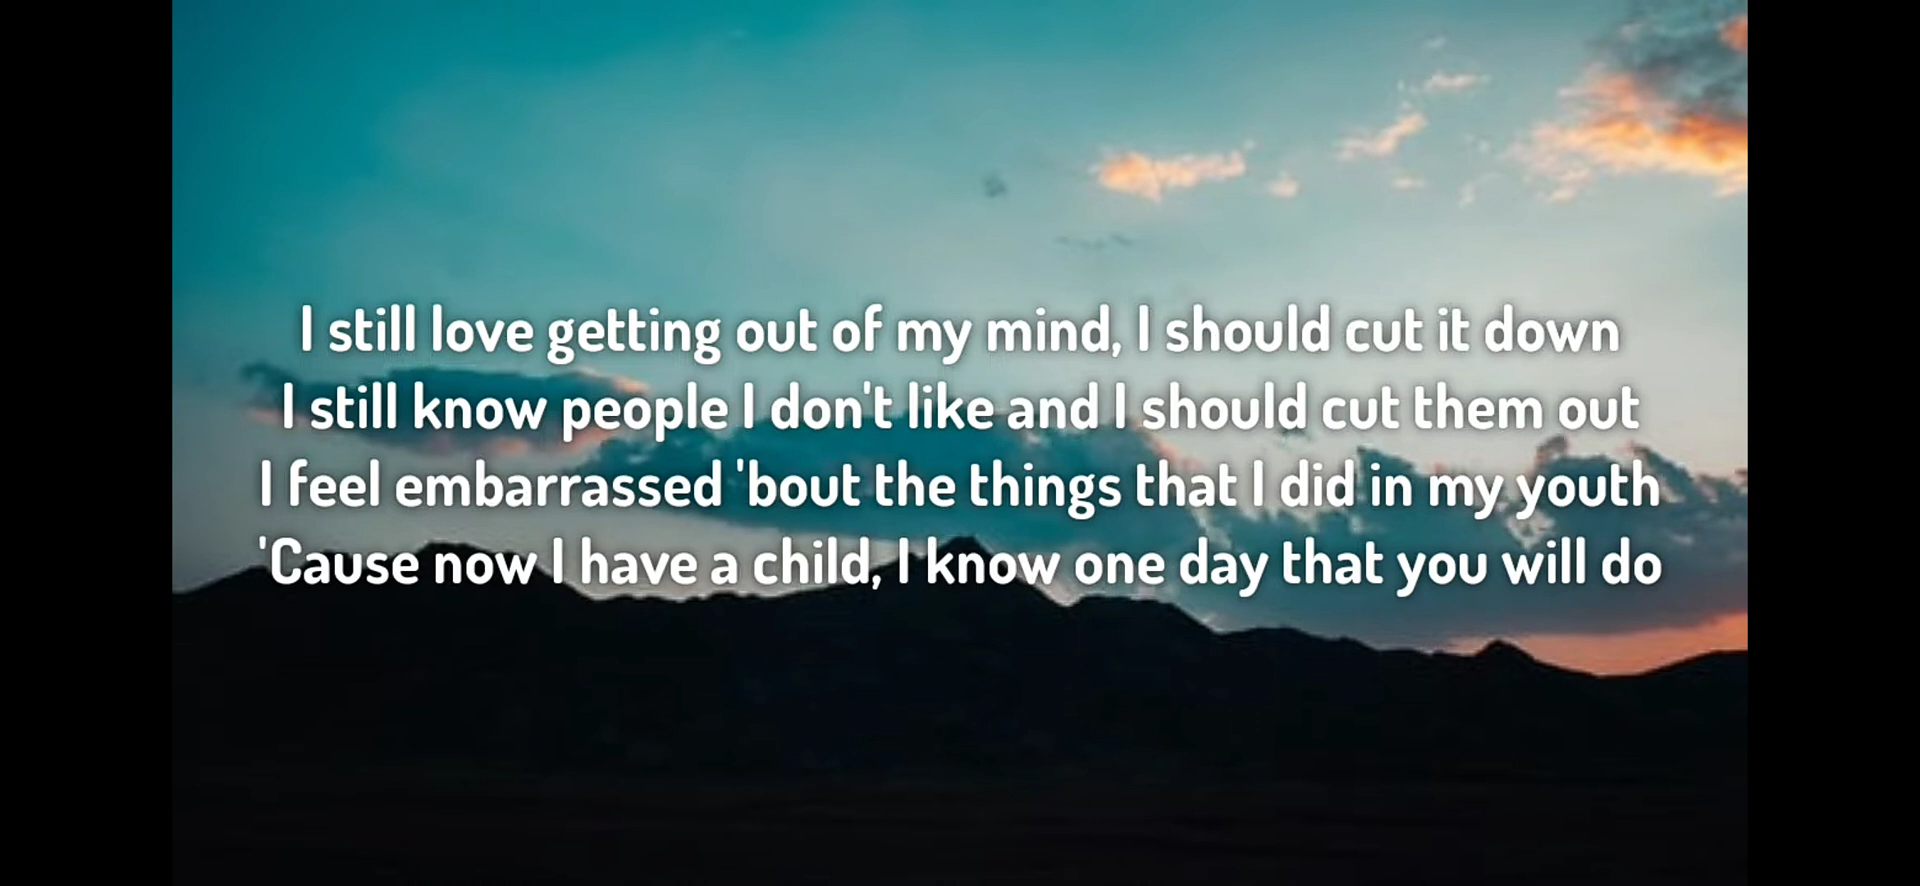 I still love getting out of my mind, I should cut it down
I still know people I don't like and I should cut them out
I feel embarrassed 'bout the things that I did in my youth
'Cause now I have a child, I know one day that you will do